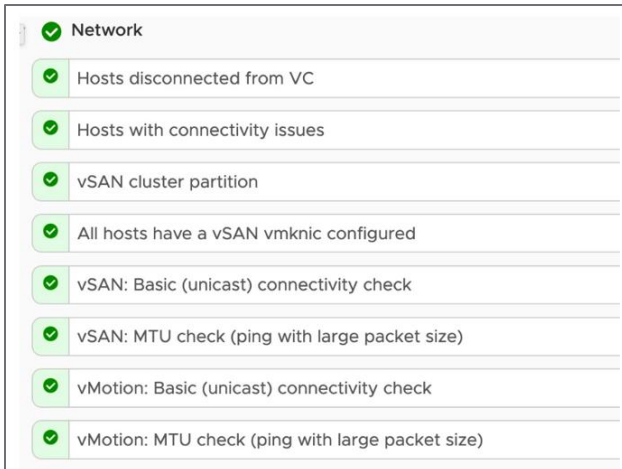 Network
Hosts disconnected from VC
Hosts with connectivity issues
vSAN cluster partition
All hosts have a vSAN vmknic configured
vSAN: Basic (unicast) connectivity check
vSAN: MTU check (ping with large packet size)
vMotion: Basic (unicast) connectivity check
vMotion: MTU check (ping with large packet size)